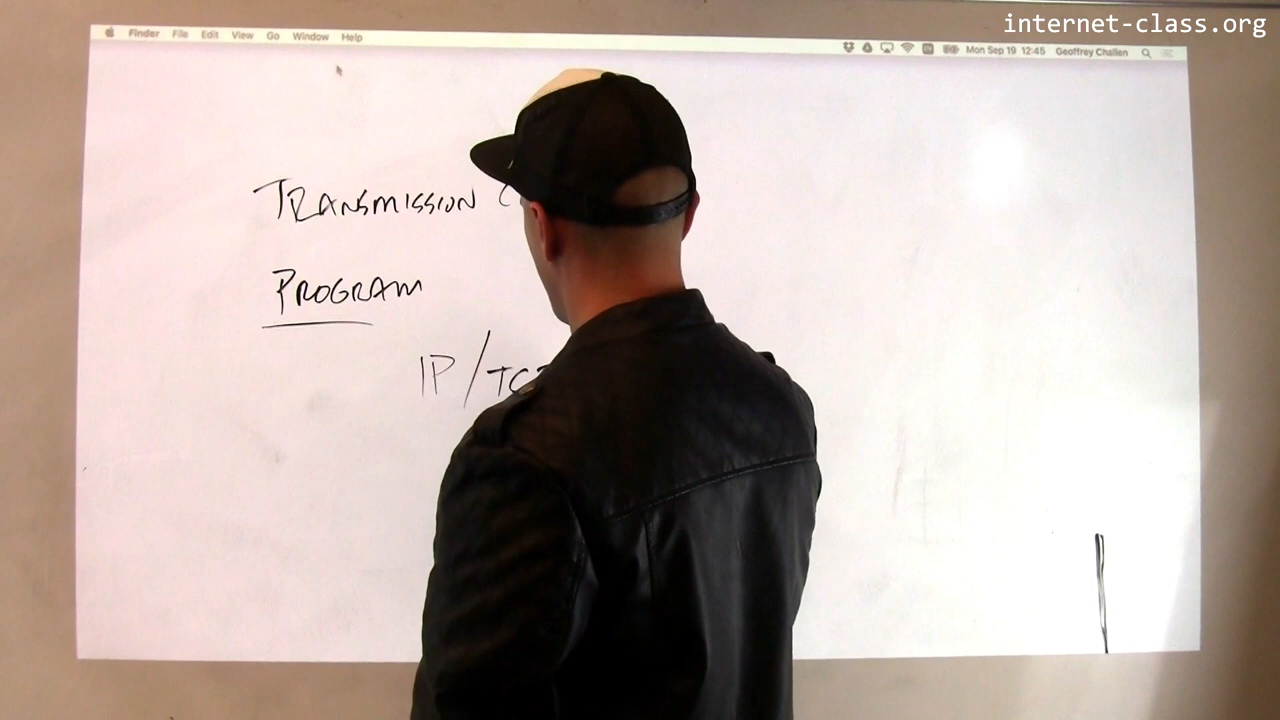 internet-class.org
Finder File Edit View Go Window Help
Mon Sep 19 12:45 Geoffrey Challen
TRANSMISSION
PROGRAM
IP/TC